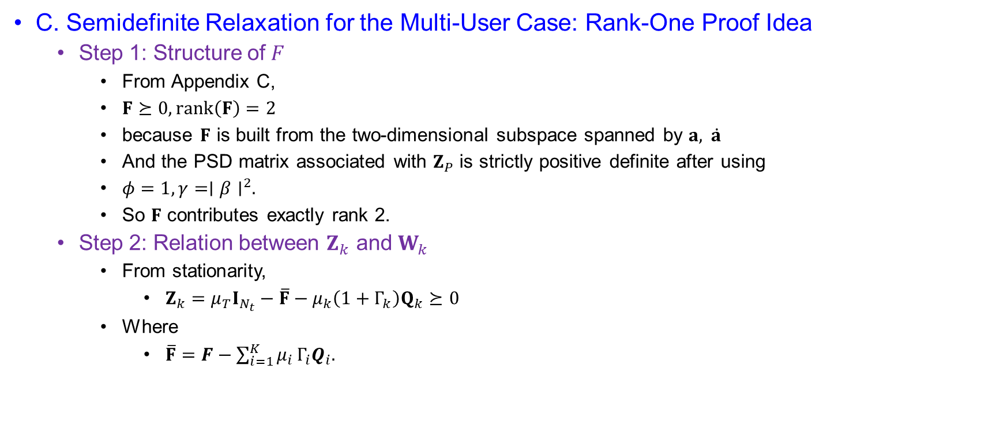 • C. Semidefinite Relaxation for the Multi-User Case: Rank-One Proof Idea
• Step 1: Structure of F
• From Appendix C,
• F ⪰ 0, rank(F) = 2
• because F is built from the two-dimensional subspace spanned by a, ȧ
• And the PSD matrix associated with Z_P is strictly positive definite after using
• ϕ = 1, γ =∣ β ∣².
• So F contributes exactly rank 2.
• Step 2: Relation between Z_k and W_k
• From stationarity,
• Z_k = μ_T I_{N_t} − F̄ − μ_k(1 + Γ_k)Q_k ⪰ 0
• Where
• F̄ = F − ∑_{i=1}^{K} μ_i Γ_i Q_i.